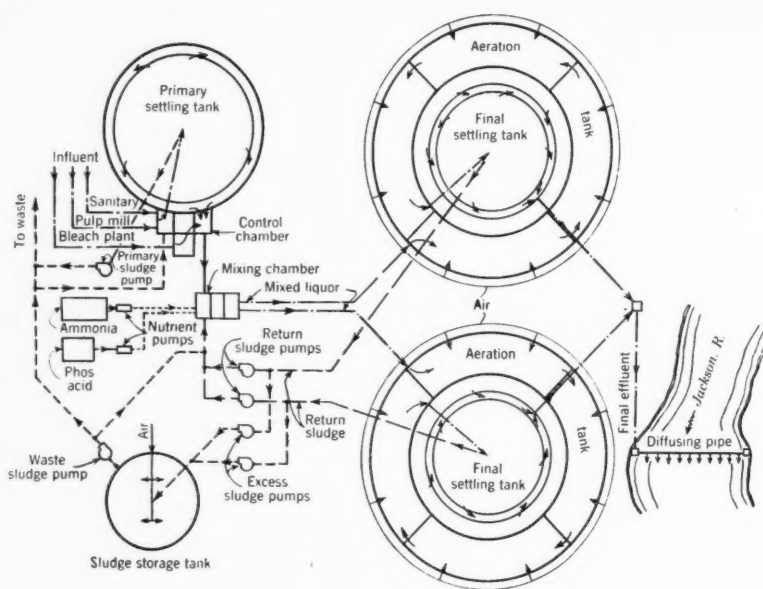 Aeration
tank
Final
settling tank
Primary
settling tank
Influent
Sanitary
Pulp mill
Bleach plant
Control
chamber
To waste
Primary
sludge
pump
Mixing chamber
Mixed liquor
Ammonia
Nutrient
pumps
Phos
acid
Air
Return
sludge pumps
Return
sludge
Air
Waste
sludge pump
Excess
sludge pumps
Sludge storage tank
Aeration
tank
Final
settling tank
Final effluent
Jackson R.
Diffusing pipe